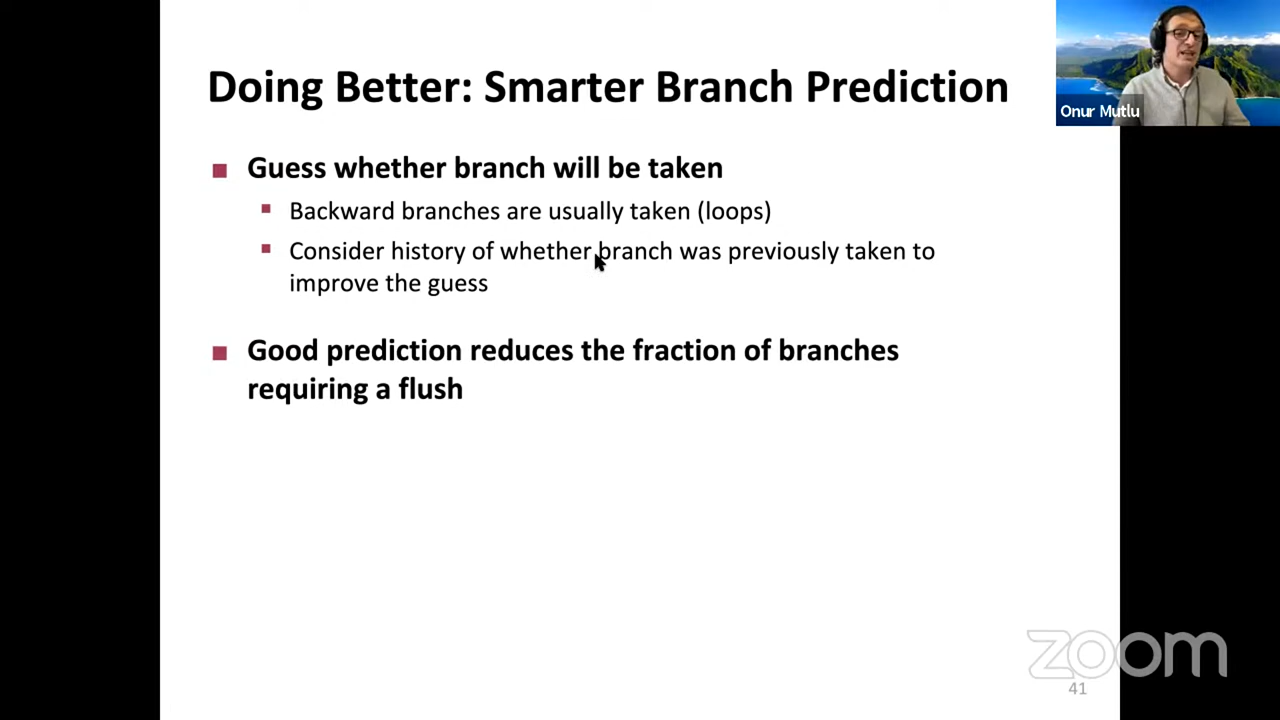 Doing Better: Smarter Branch Prediction
Onur Mutlu
Guess whether branch will be taken
Backward branches are usually taken (loops)
Consider history of whether branch was previously taken to
improve the guess
Good prediction reduces the fraction of branches
requiring a flush
zoom
41